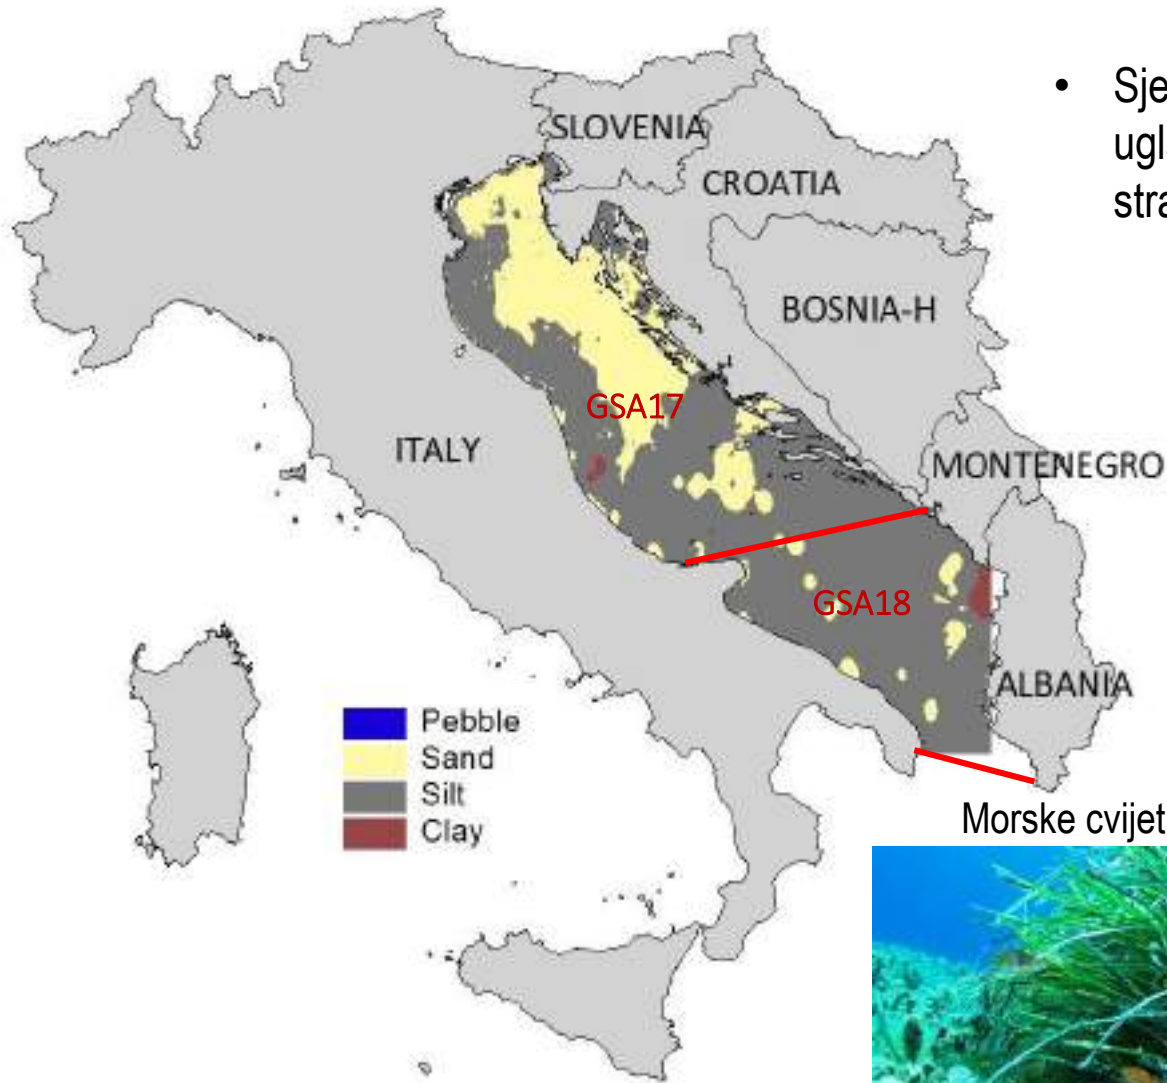 • Sje
ugl
stra
SLOVENIA
CROATIA
BOSNIA-H
GSA17
ITALY
MONTENEGRO
GSA18
ALBANIA
Pebble
Sand
Silt
Clay
Morske cvijet